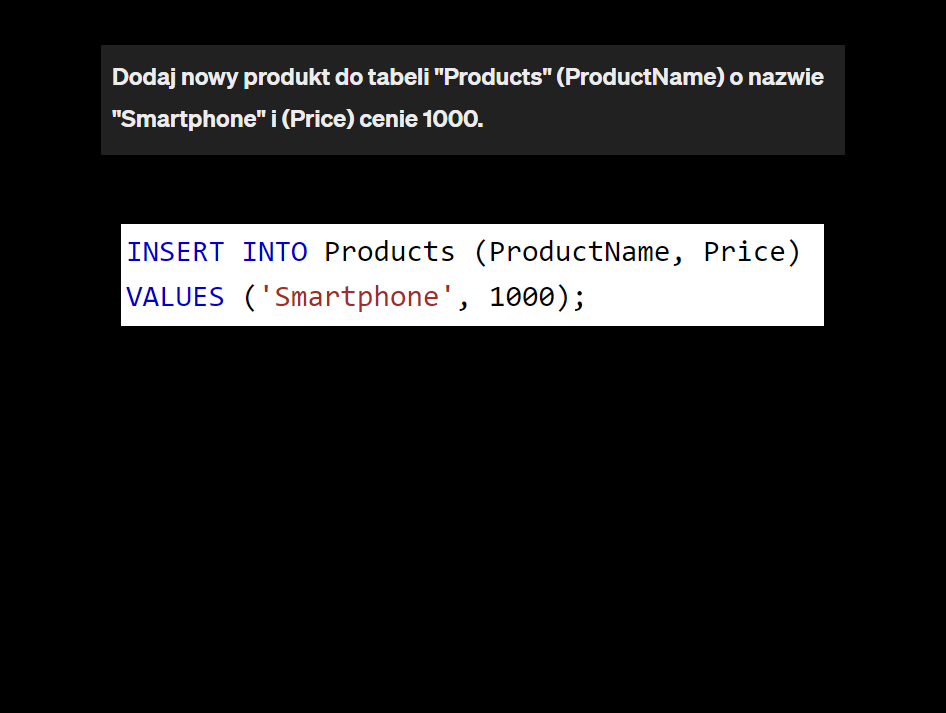 Dodaj nowy produkt do tabeli "Products" (ProductName) o nazwie
"Smartphone" i (Price) cenie 1000.
INSERT INTO Products (ProductName, Price)
VALUES ('Smartphone', 1000);